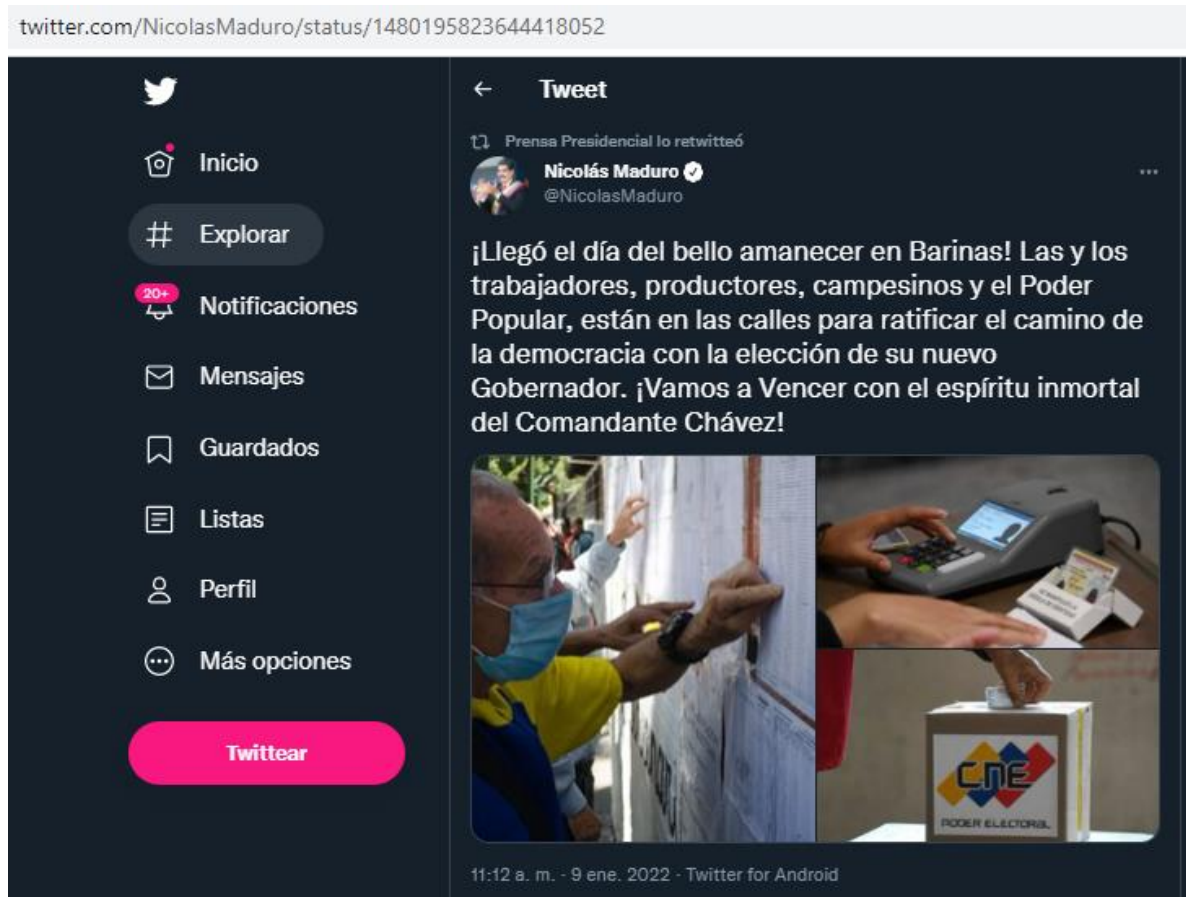 twitter.com/NicolasMaduro/status/1480195823644418052
Inicio
Explorar
20+
Notificaciones
Mensajes
Guardados
Listas
Perfil
Más opciones
Twittear
Tweet
Prensa Presidencial lo retwitteó
Nicolás Maduro
@NicolasMaduro
¡Llegó el día del bello amanecer en Barinas! Las y los
trabajadores, productores, campesinos y el Poder
Popular, están en las calles para ratificar el camino de
la democracia con la elección de su nuevo
Gobernador. ¡Vamos a Vencer con el espíritu inmortal
del Comandante Chávez!
CNE
PODER ELECTORAL
11:12 a. m. · 9 ene. 2022 · Twitter for Android